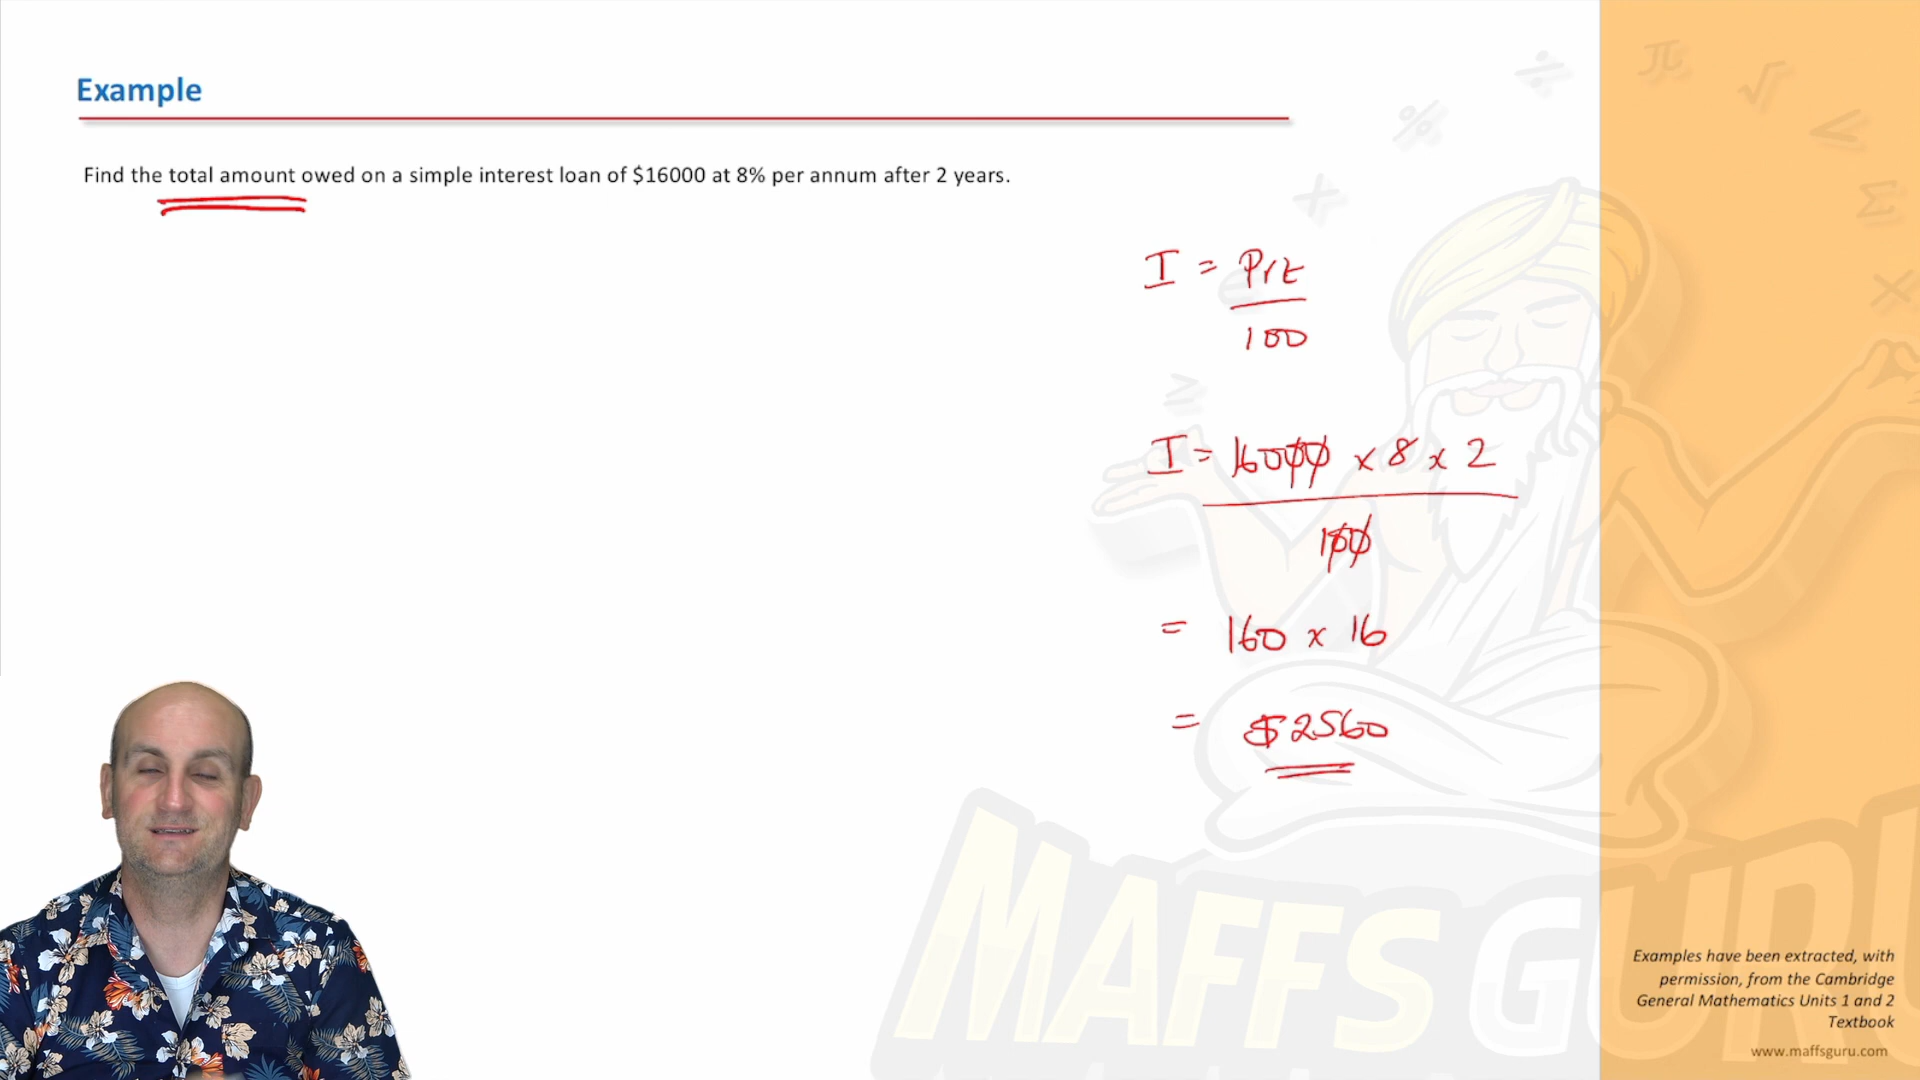 Example
Find the total amount owed on a simple interest loan of $16000 at 8% per annum after 2 years.
I = Prt
100
I = 16000 x 8 x 2
100
= 160 x 16
= $2560
MAFFS GURU
Examples have been extracted, with
permission, from the Cambridge
General Mathematics Units 1 and 2
Textbook
www.maffsguru.com